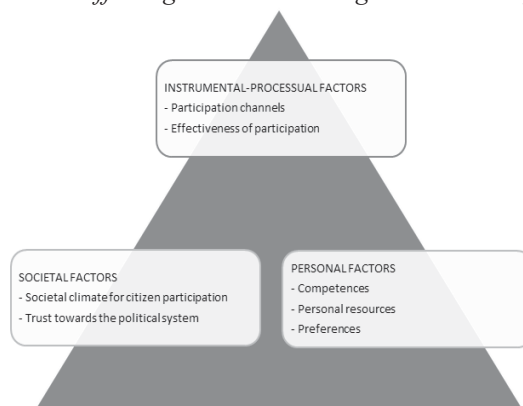 INSTRUMENTAL-PROCESSUAL FACTORS
- Participation channels
- Effectiveness of participation
SOCIETAL FACTORS
- Societal climate for citizen participation
- Trust towards the political system
PERSONAL FACTORS
- Competences
- Personal resources
- Preferences